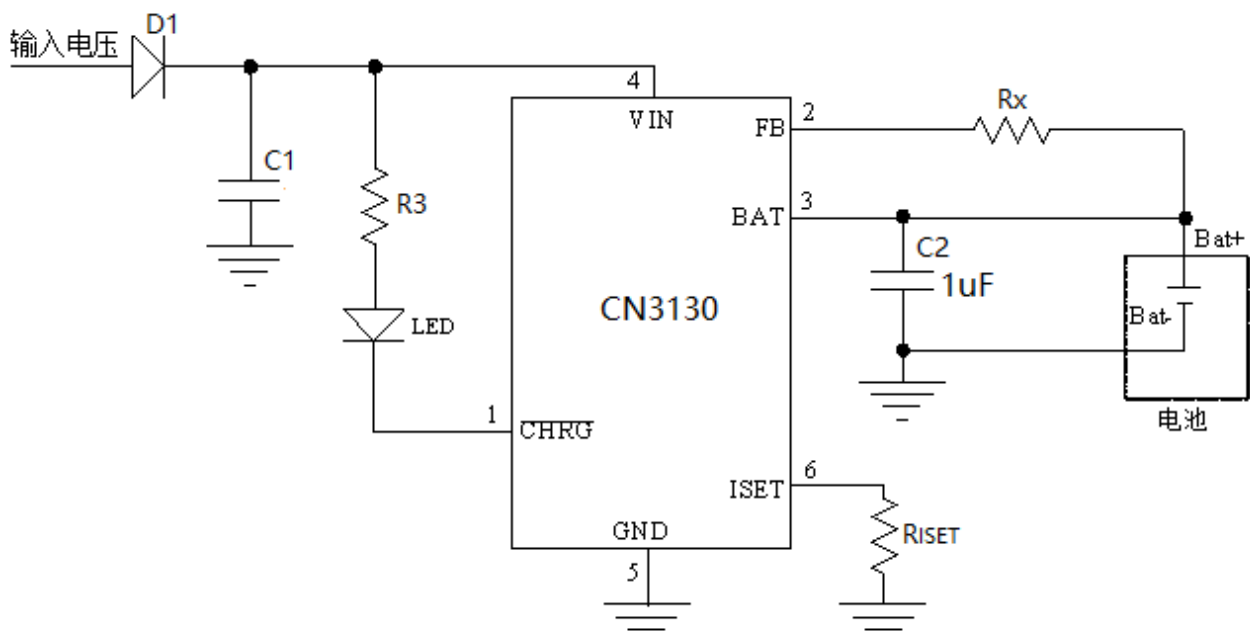 D1
输入电压
4
VIN
FB
2
Rx
C1
R3
BAT
3
Bat+
C2
1uF
CN3130
LED
Bat-
1
CHRG
电池
ISET
6
RISET
GND
5